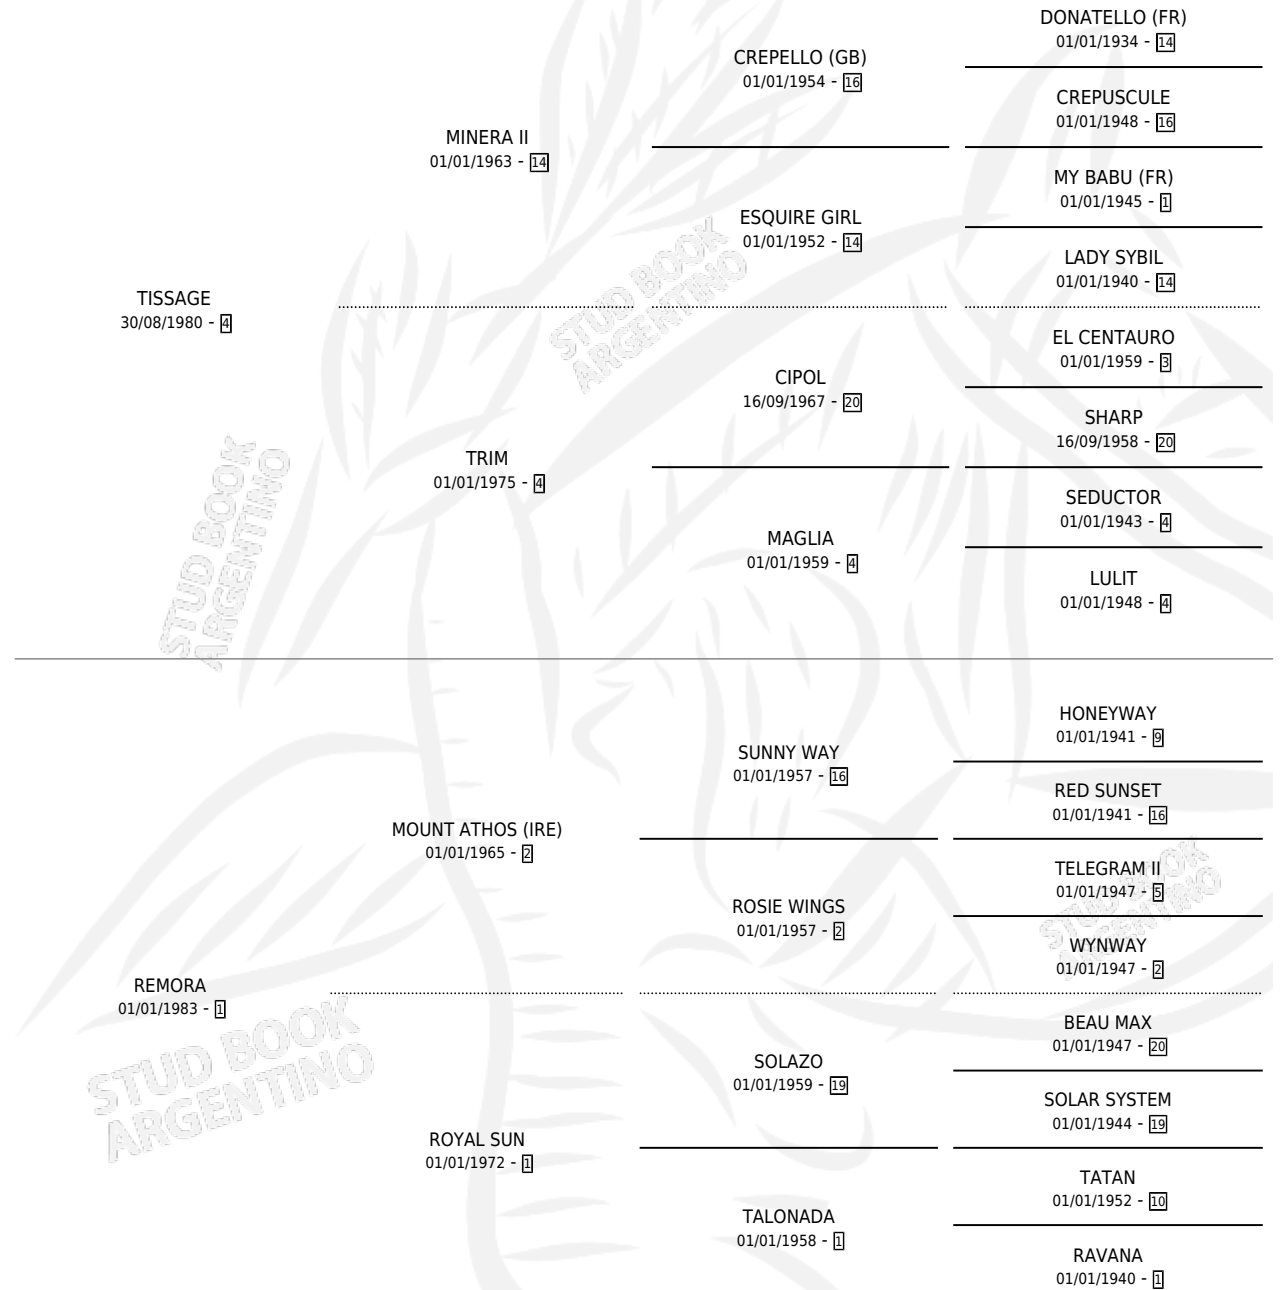 DONATELLO (FR)
01/01/1934 - 14
CREPELLO (GB)
01/01/1954 - 16
CREPUSCULE
01/01/1948 - 16
MINERA II
01/01/1963 - 14
MY BABU (FR)
01/01/1945 - 1
ESQUIRE GIRL
01/01/1952 - 14
LADY SYBIL
01/01/1940 - 14
TISSAGE
30/08/1980 - 4
STUD BOOK
ARGENTINO
EL CENTAURO
01/01/1959 - 3
CIPOL
16/09/1967 - 20
SHARP
16/09/1958 - 20
TRIM
01/01/1975 - 4
SEDUCTOR
01/01/1943 - 4
MAGLIA
01/01/1959 - 4
LULIT
01/01/1948 - 4
STUD BOOK
ARGENTINO
HONEYWAY
01/01/1941 - 9
SUNNY WAY
01/01/1957 - 16
RED SUNSET
01/01/1941 - 16
MOUNT ATHOS (IRE)
01/01/1965 - 2
TELEGRAM II
01/01/1947 - 5
ROSIE WINGS
01/01/1957 - 2
WYNWAY
01/01/1947 - 2
STUD BOOK
ARGENTINO
REMORA
01/01/1983 - 1
BEAU MAX
01/01/1947 - 20
SOLAZO
01/01/1959 - 19
SOLAR SYSTEM
01/01/1944 - 19
STUD BOOK
ARGENTINO
ROYAL SUN
01/01/1972 - 1
TATAN
01/01/1952 - 10
TALONADA
01/01/1958 - 1
RAVANA
01/01/1940 - 1